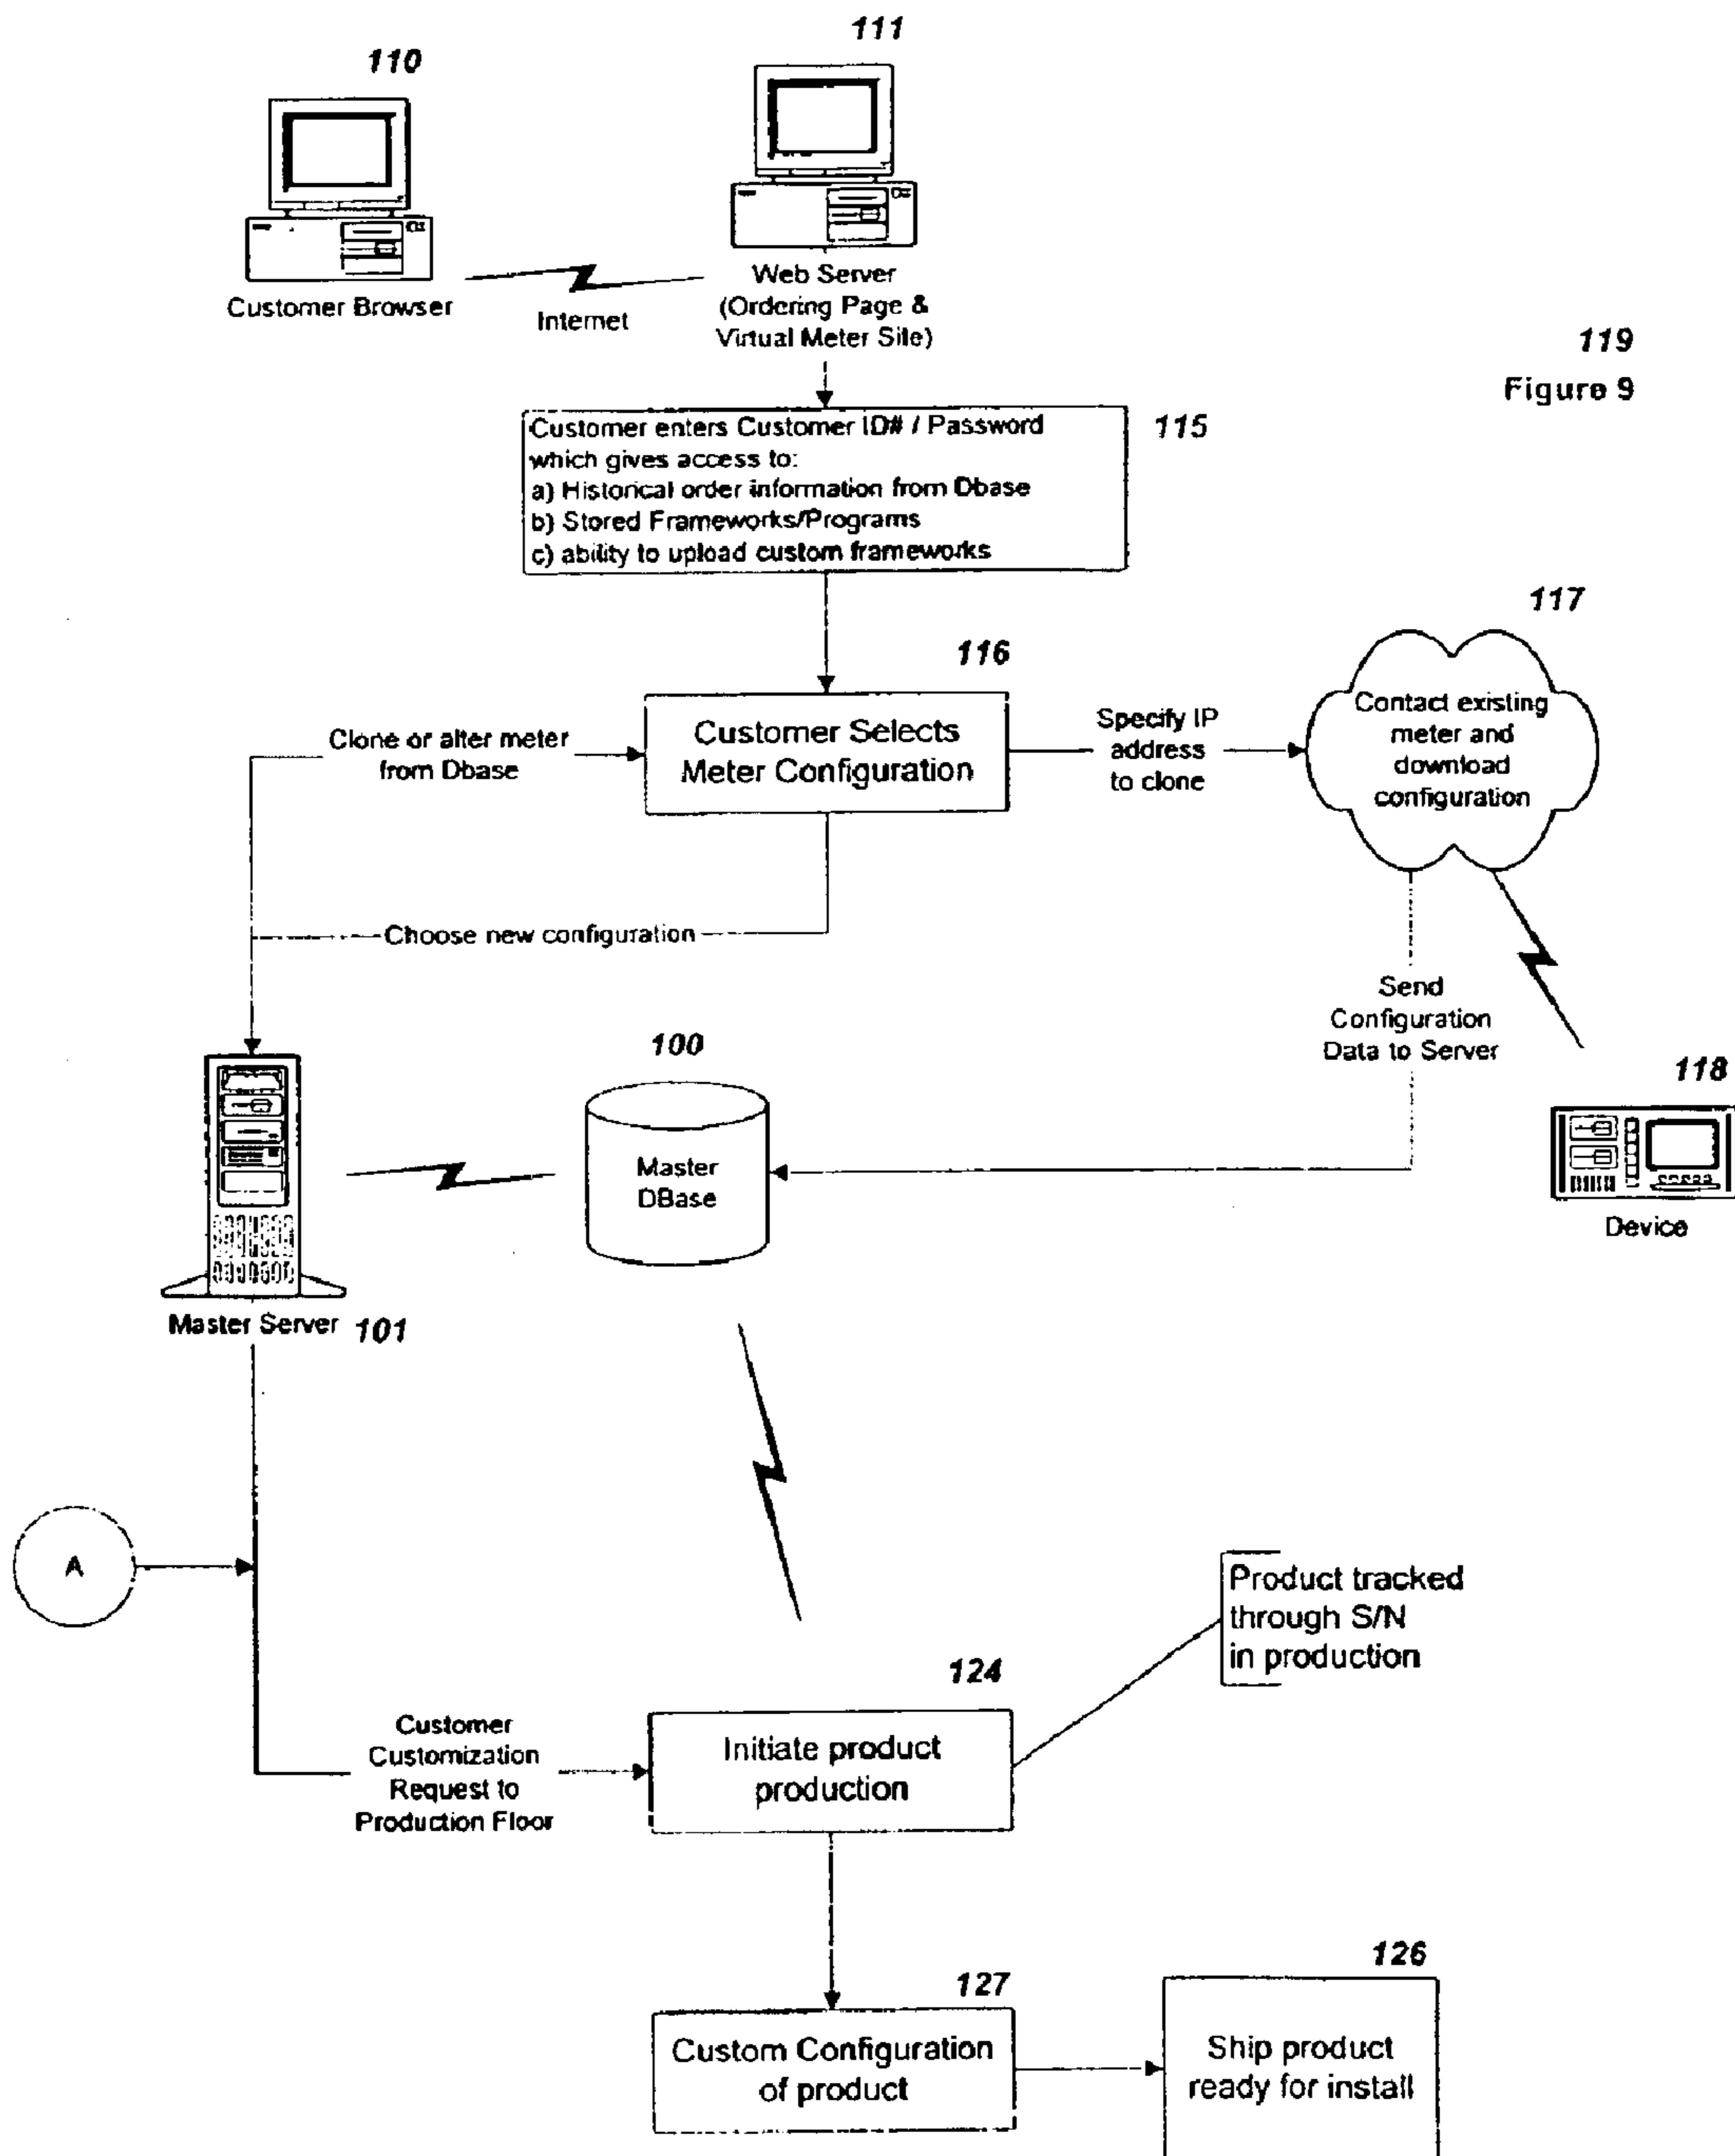 110
111
Customer Browser
Internet
Web Server
(Ordering Page &
Virtual Meter Site)
119
Figure 9
Customer enters Customer ID# / Password
which gives access to:
a) Historical order information from Dbase
b) Stored Frameworks/Programs
c) ability to upload custom frameworks
115
116
117
Clone or alter meter
from Dbase
Customer Selects
Meter Configuration
Specify IP
address
to clone
Contact existing
meter and
download
configuration
Choose new configuration
Send
Configuration
Data to Server
100
118
Master
DBase
Device
Master Server
101
A
Product tracked
through S/N
in production
124
Customer
Customization
Request to
Production Floor
Initiate product
production
127
126
Custom Configuration
of product
Ship product
ready for install